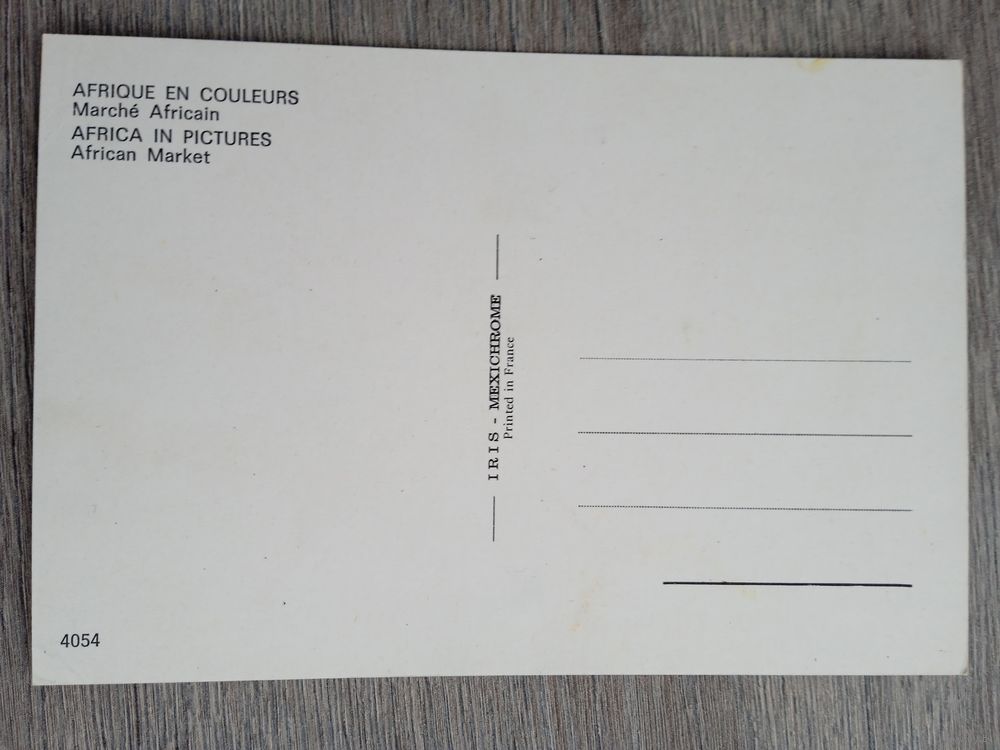 AFRIQUE EN COULEURS
Marché Africain
AFRICA IN PICTURES
African Market
IRIS - MEXICHROME
Printed in France
4054